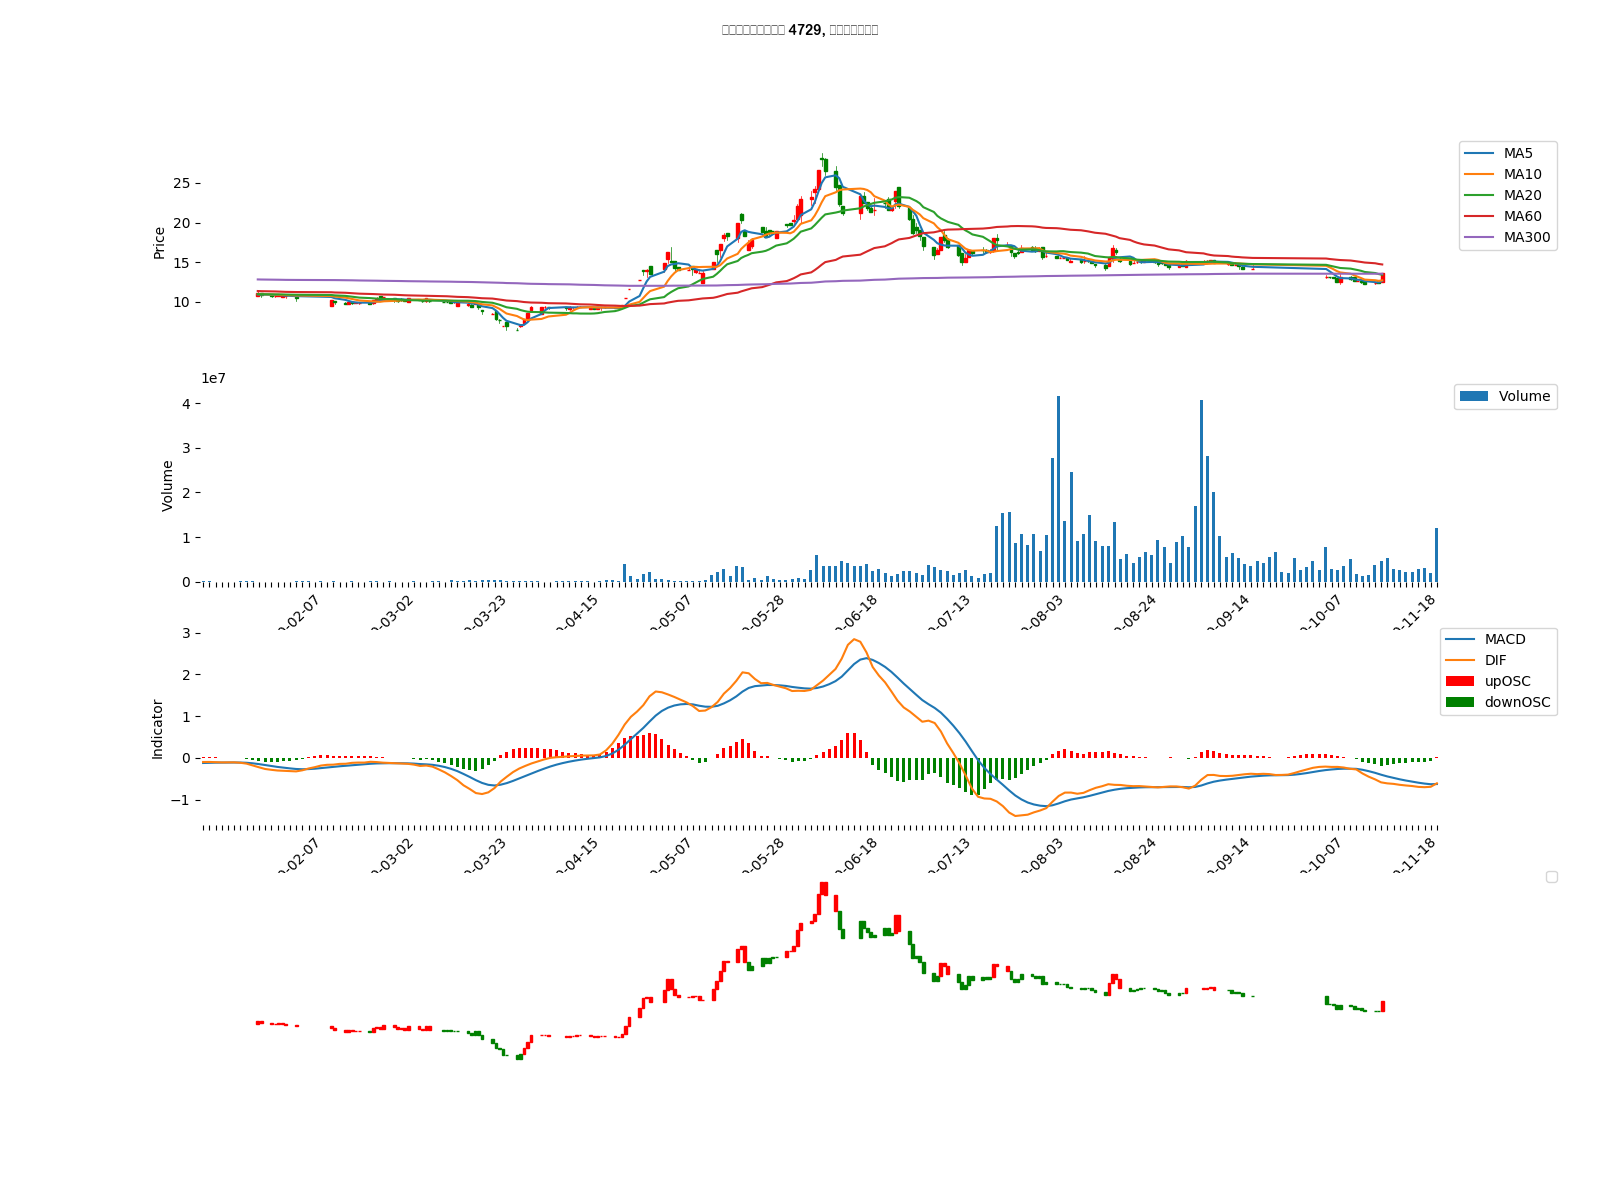 4729,
25
20
15
10
Price
MA5
MA10
MA20
MA60
MA300
1e7
4
3
2
1
0
Volume
Volume
-02-07
-03-02
-03-23
-04-15
-05-07
-05-28
-06-18
-07-13
-08-03
-08-24
-09-14
-10-07
-11-18
3
2
1
0
−1
Indicator
MACD
DIF
upOSC
downOSC
-02-07
-03-02
-03-23
-04-15
-05-07
-05-28
-06-18
-07-13
-08-03
-08-24
-09-14
-10-07
-11-18